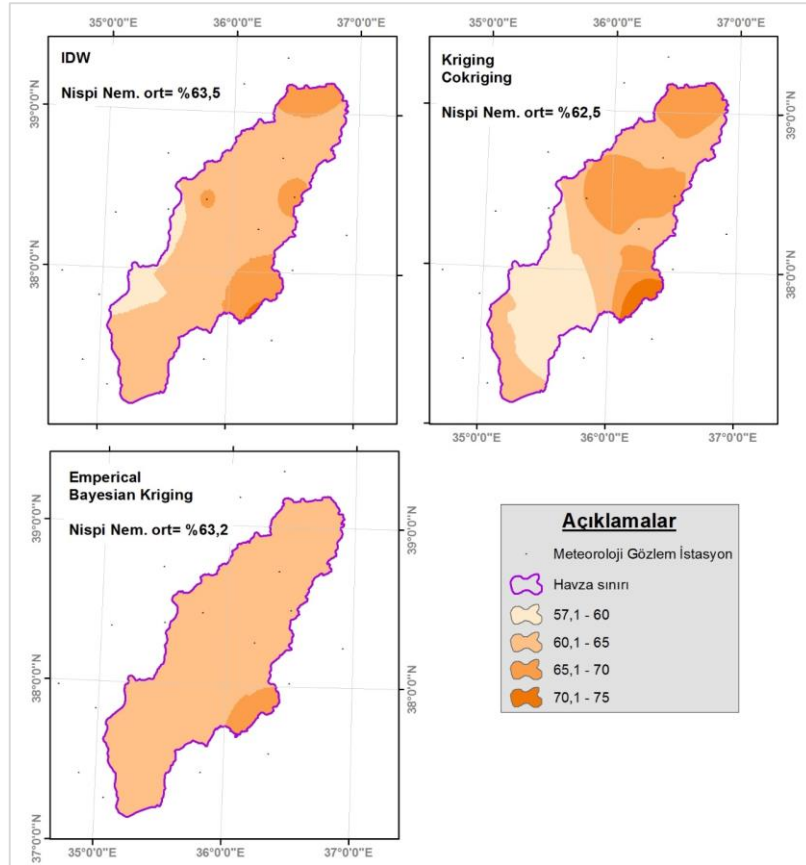 35°0'0"E 36°0'0"E 37°0'0"E
IDW
Nispi Nem. ort= %63,5
39°0'0"N
38°0'0"N
Kriging
Cokriging
Nispi Nem. ort= %62,5
39°0'0"N
38°0'0"N
35°0'0"E 36°0'0"E 37°0'0"E
Emperical
Bayesian Kriging
Nispi Nem. ort= %63,2
39°0'0"N
38°0'0"N
37°0'0"N
39°0'0"N
38°0'0"N
35°0'0"E 36°0'0"E 37°0'0"E
Açıklamalar
Meteoroloji Gözlem İstasyon
Havza sınırı
57,1 - 60
60,1 - 65
65,1 - 70
70,1 - 75